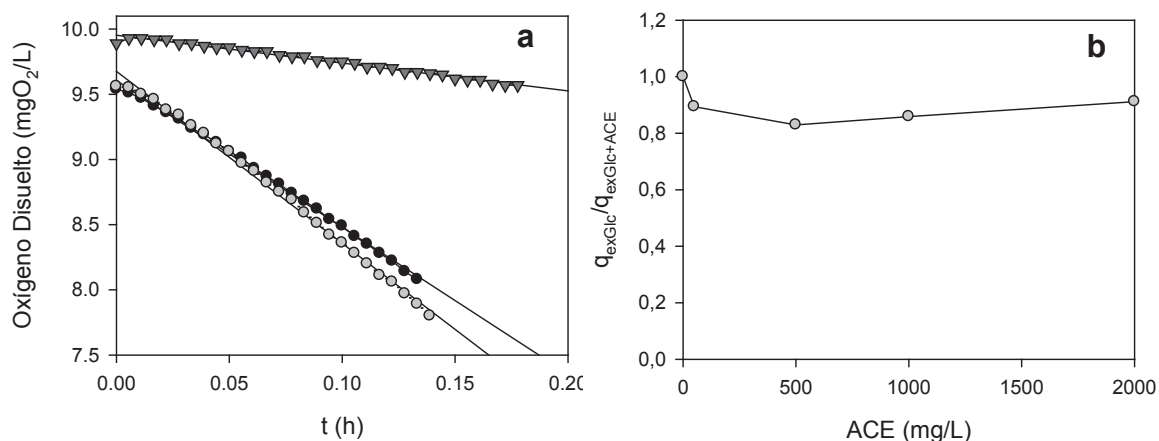 a
10.0
9.5
9.0
8.5
8.0
7.5
Oxígeno Disuelto (mgO₂/L)
0.00 0.05 0.10 0.15 0.20
t (h)
b
1,2
1,0
0,8
0,6
0,4
0,2
0,0
q_exGlc/q_exGlc+ACE
0 500 1000 1500 2000
ACE (mg/L)